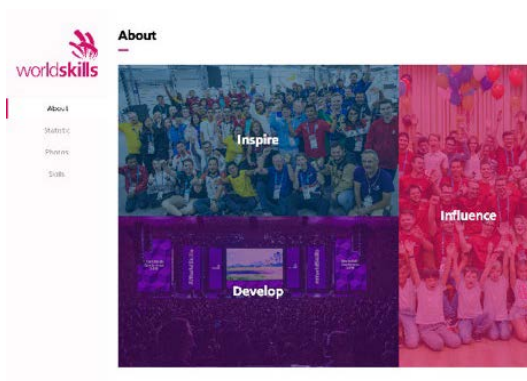 worldskills
About
Statistic
Photos
Skills
About
Inspire
Develop
Influence